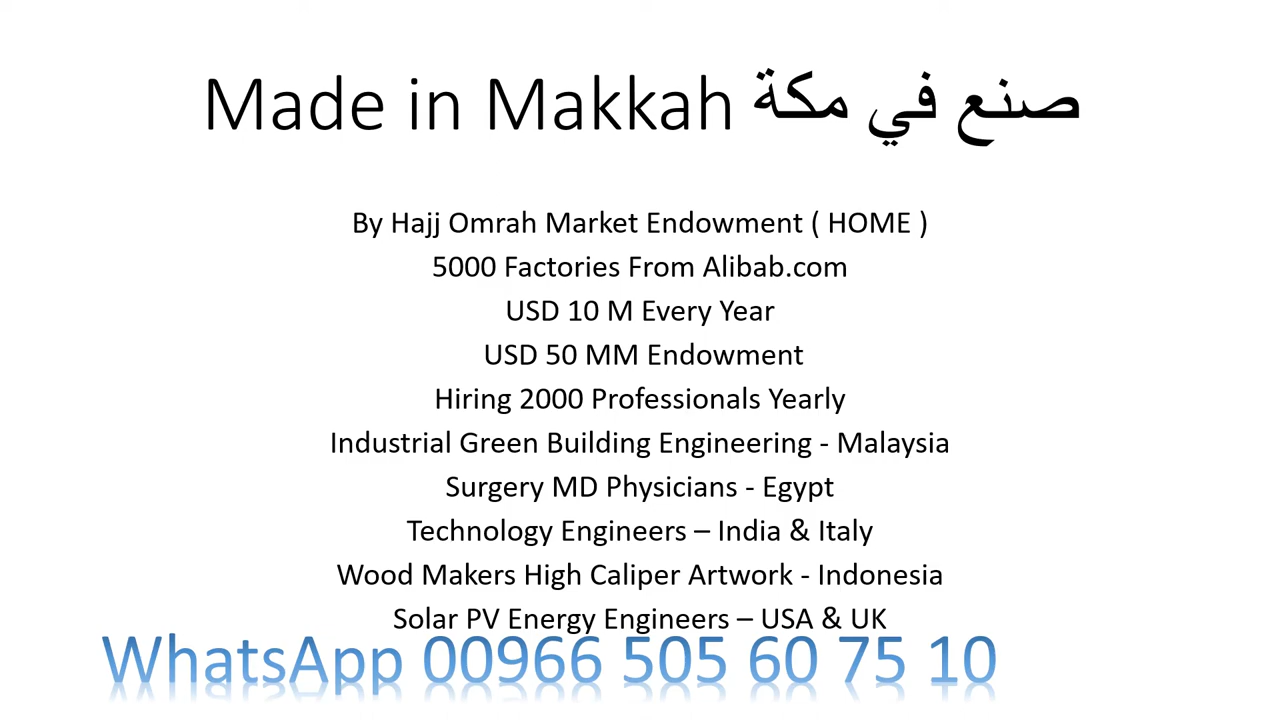 Made in Makkah صنع في مكة
By Hajj Omrah Market Endowment ( HOME )
5000 Factories From Alibab.com
USD 10 M Every Year
USD 50 MM Endowment
Hiring 2000 Professionals Yearly
Industrial Green Building Engineering - Malaysia
Surgery MD Physicians - Egypt
Technology Engineers – India & Italy
Wood Makers High Caliper Artwork - Indonesia
Solar PV Energy Engineers – USA & UK
WhatsApp 00966 505 60 75 10